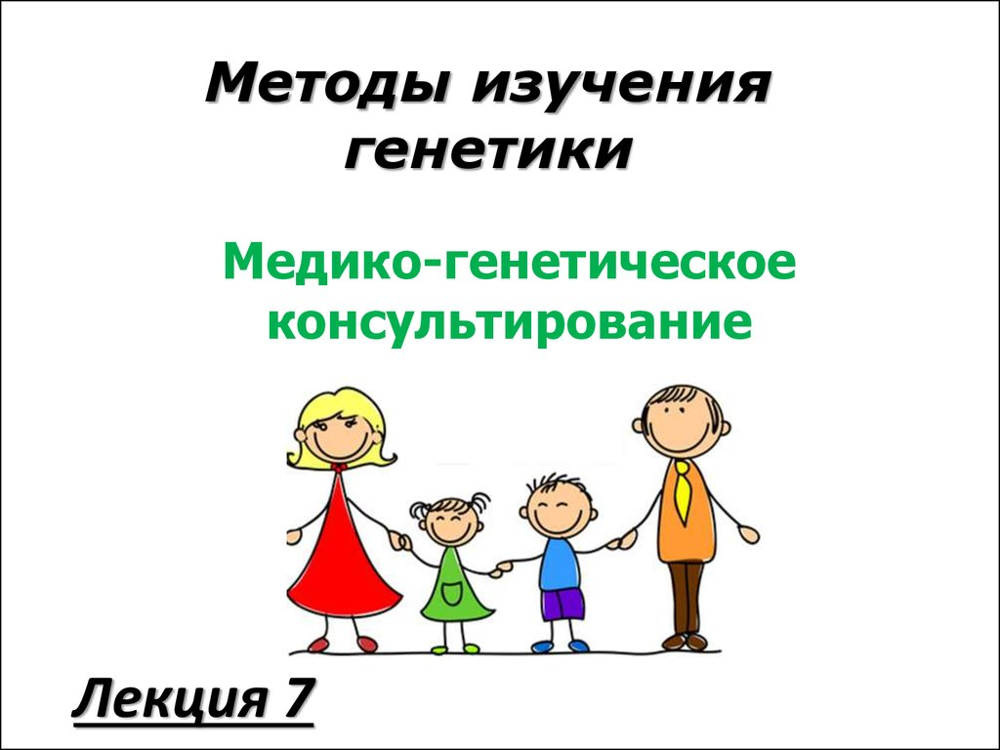 Методы изучения
генетики
Медико-генетическое
консультирование
Лекция 7